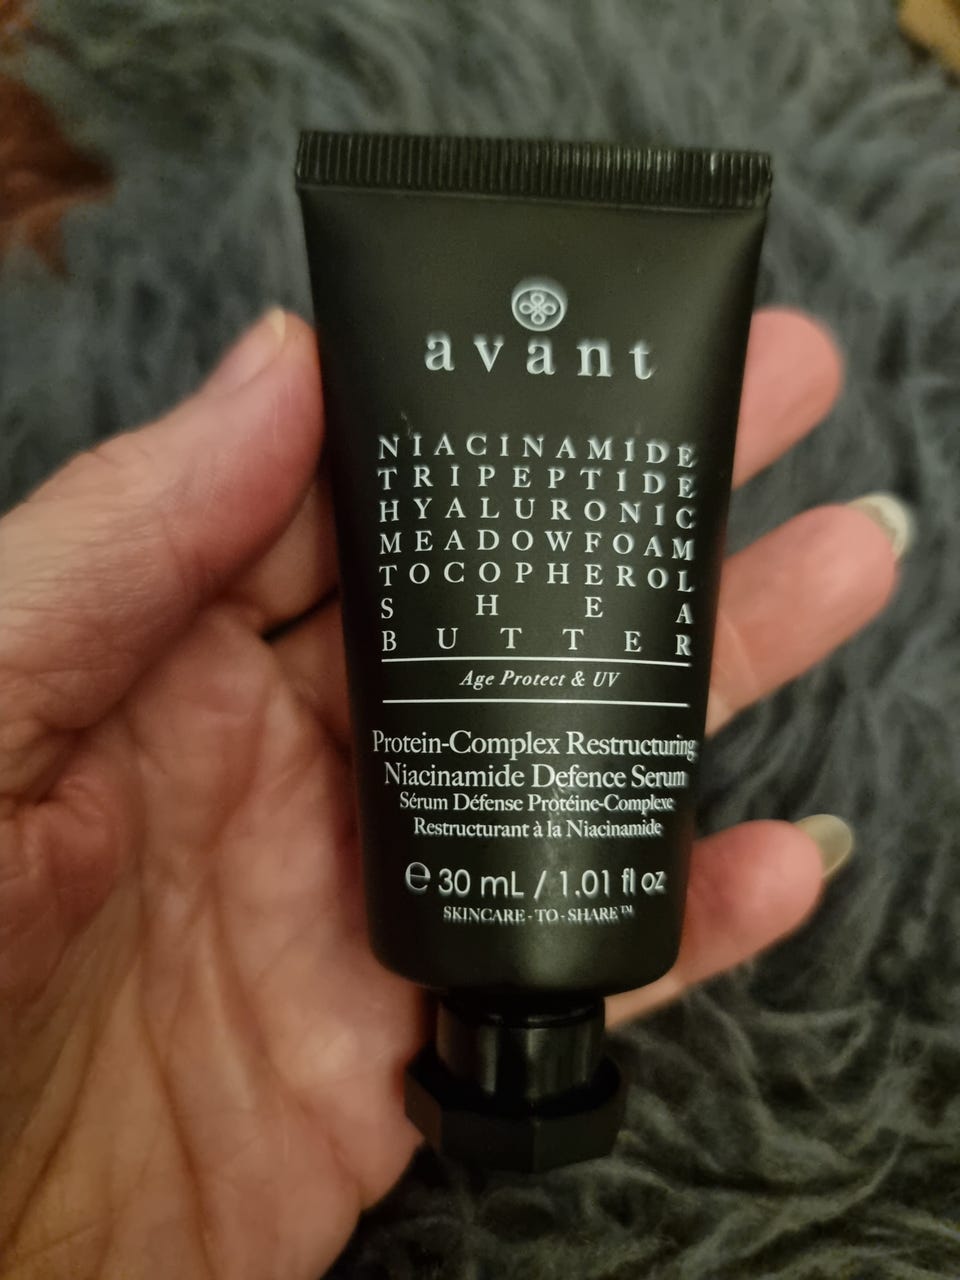 avant
NIACINAMIDE
TRIPEPTIDE
HYALURONIC
MEADOWFOAM
TOCOPHEROL
SHEA
BUTTER
Age Protect & UV
Protein-Complex Restructuring
Niacinamide Defence Serum
Sérum Défense Protéine-Complexe
Restructurant à la Niacinamide
℮ 30 mL / 1.01 fl oz
SKINCARE-TO-SHARE™